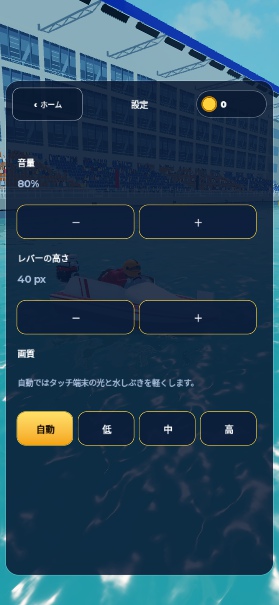 ‹ ホーム
設定
0
音量
80%
−
+
レバーの高さ
40 px
−
+
画質
自動ではタッチ端末の光と水しぶきを軽くします。
自動
低
中
高